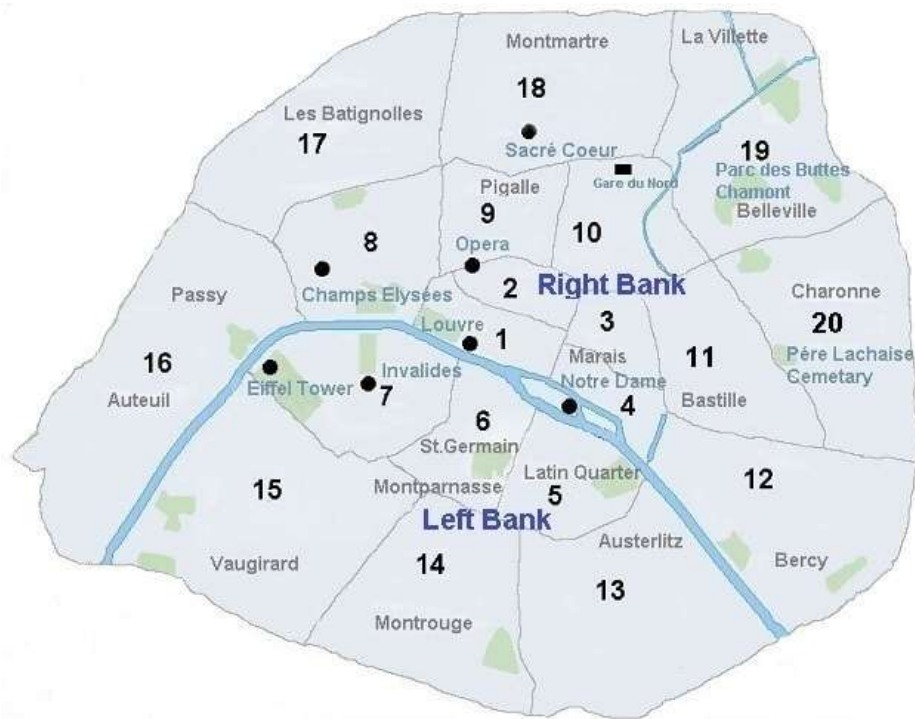 Montmartre
La Villette
18
Les Batignolles
17
Sacré Coeur
19
Parc des Buttes
Chamont
Gare du Nord
Pigalle
9
Belleville
8
10
Opera
2
Right Bank
Passy
Champs Elysées
Charonne
Louvre
1
3
20
16
Marais
11
Pére Lachaise
Cemetary
Invalides
Eiffel Tower
7
Notre Dame
4
Auteuil
Bastille
6
St.Germain
Latin Quarter
12
15
Montparnasse
5
Left Bank
Austerlitz
Vaugirard
14
Bercy
13
Montrouge